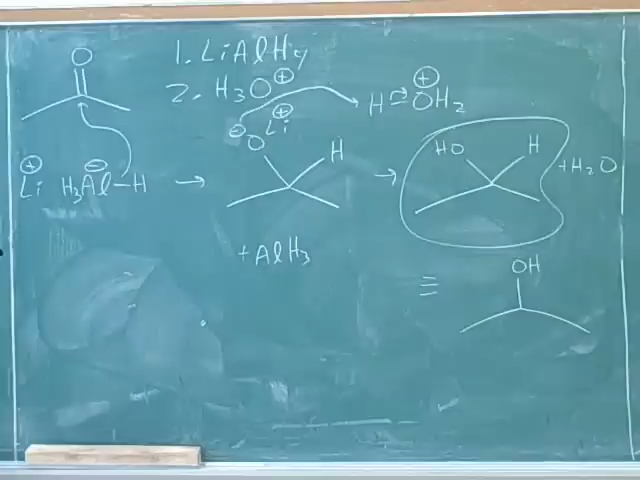 O
1. LiAlH4
2. H3O⊕
H OH2 ⊕
⊖O Li⊕
H
HO H
+ H2O
Li⊕ H3Al⊖–H →
→
+ AlH3
≡
OH